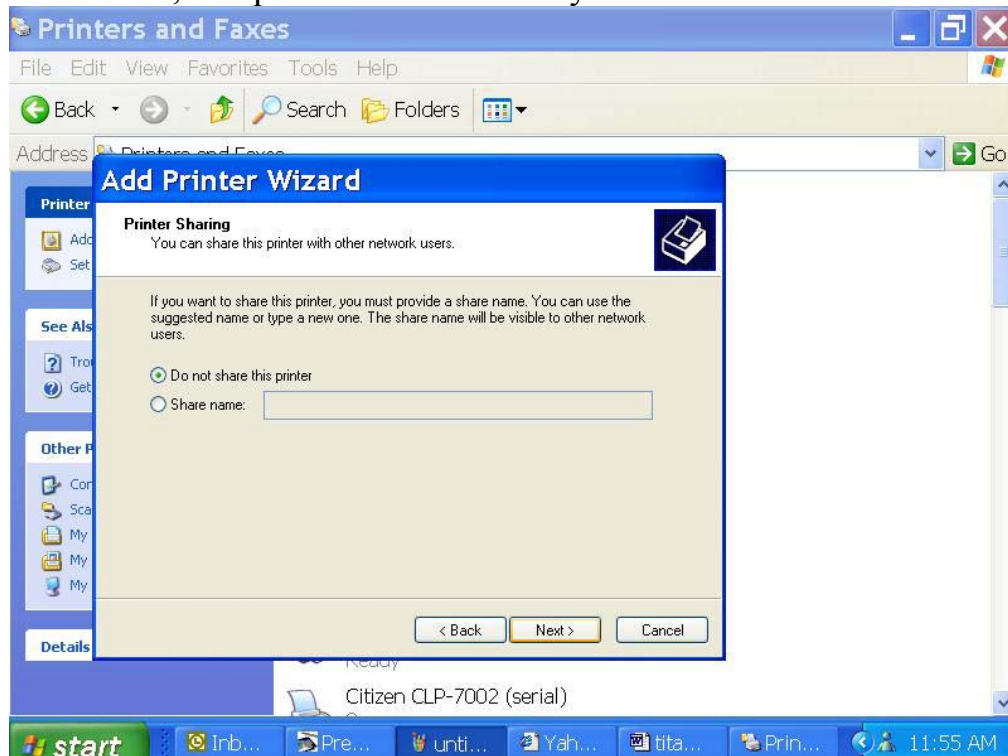 Printers and Faxes
File Edit View Favorites Tools Help
Back Search Folders
Address Printers and Faxes Go
Add Printer Wizard
Printer
Printer Sharing
You can share this printer with other network users.
Add
Set
If you want to share this printer, you must provide a share name. You can use the
suggested name or type a new one. The share name will be visible to other network
users.
See Als
Tro
Get
Do not share this printer
Share name:
Other P
Con
Sca
My
My
My
< Back Next > Cancel
Details
Ready
Citizen CLP-7002 (serial)
start Inb... Pre... unti... Yah... tita... Prin... 11:55 AM